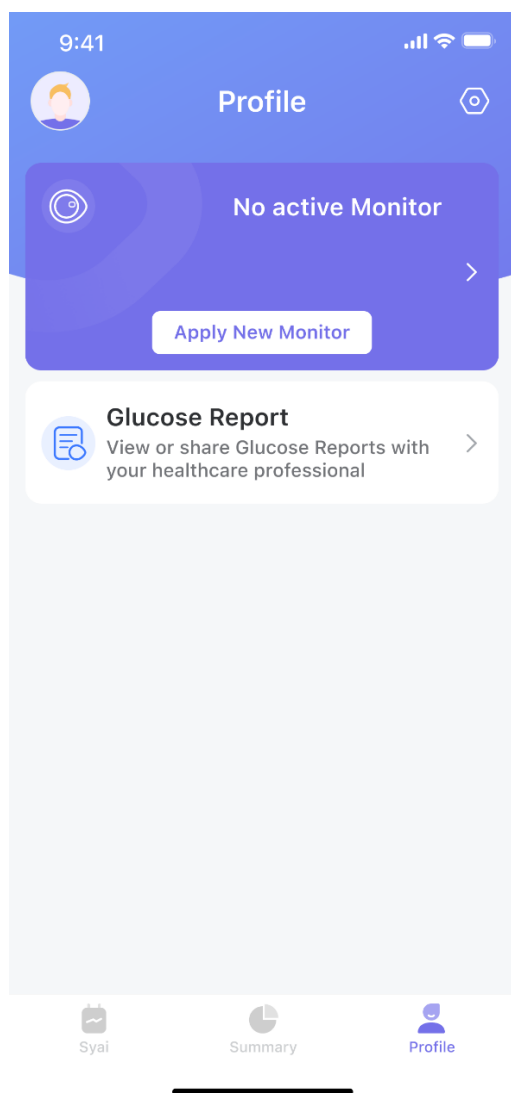 9:41
Profile
No active Monitor
Apply New Monitor
Glucose Report
View or share Glucose Reports with
your healthcare professional
Syai
Summary
Profile